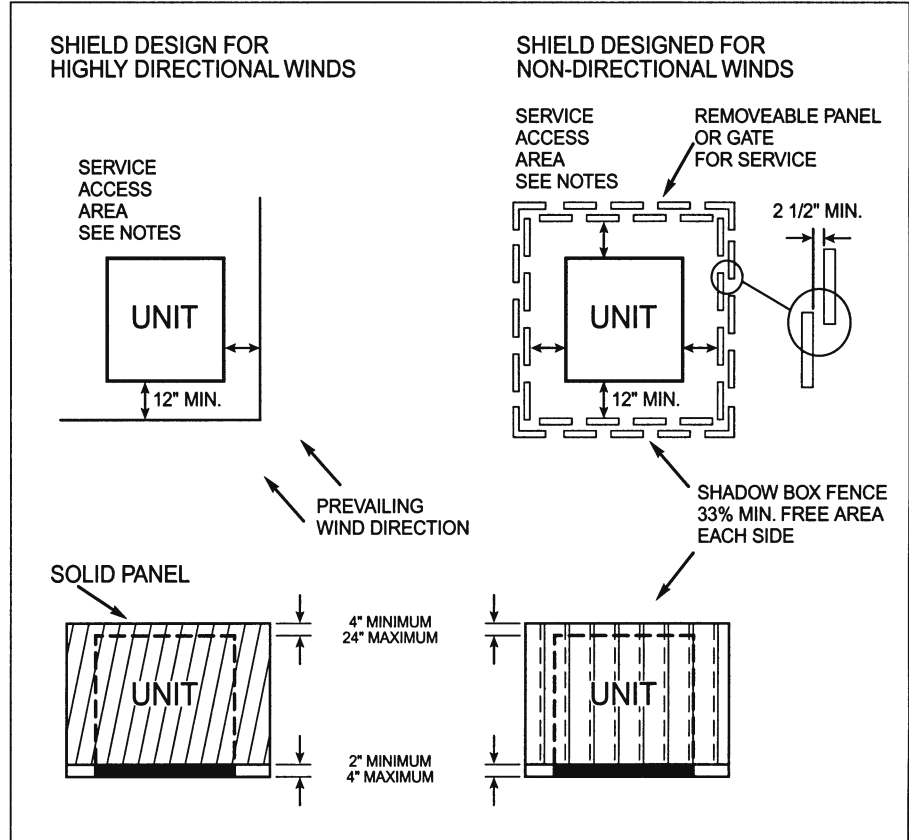 SHIELD DESIGN FOR
HIGHLY DIRECTIONAL WINDS
SERVICE
ACCESS
AREA
SEE NOTES
UNIT
12" MIN.
PREVAILING
WIND DIRECTION
SHIELD DESIGNED FOR
NON-DIRECTIONAL WINDS
SERVICE
ACCESS
AREA
SEE NOTES
REMOVEABLE PANEL
OR GATE
FOR SERVICE
2 1/2" MIN.
UNIT
12" MIN.
SHADOW BOX FENCE
33% MIN. FREE AREA
EACH SIDE
SOLID PANEL
UNIT
4" MINIMUM
24" MAXIMUM
2" MINIMUM
4" MAXIMUM
UNIT